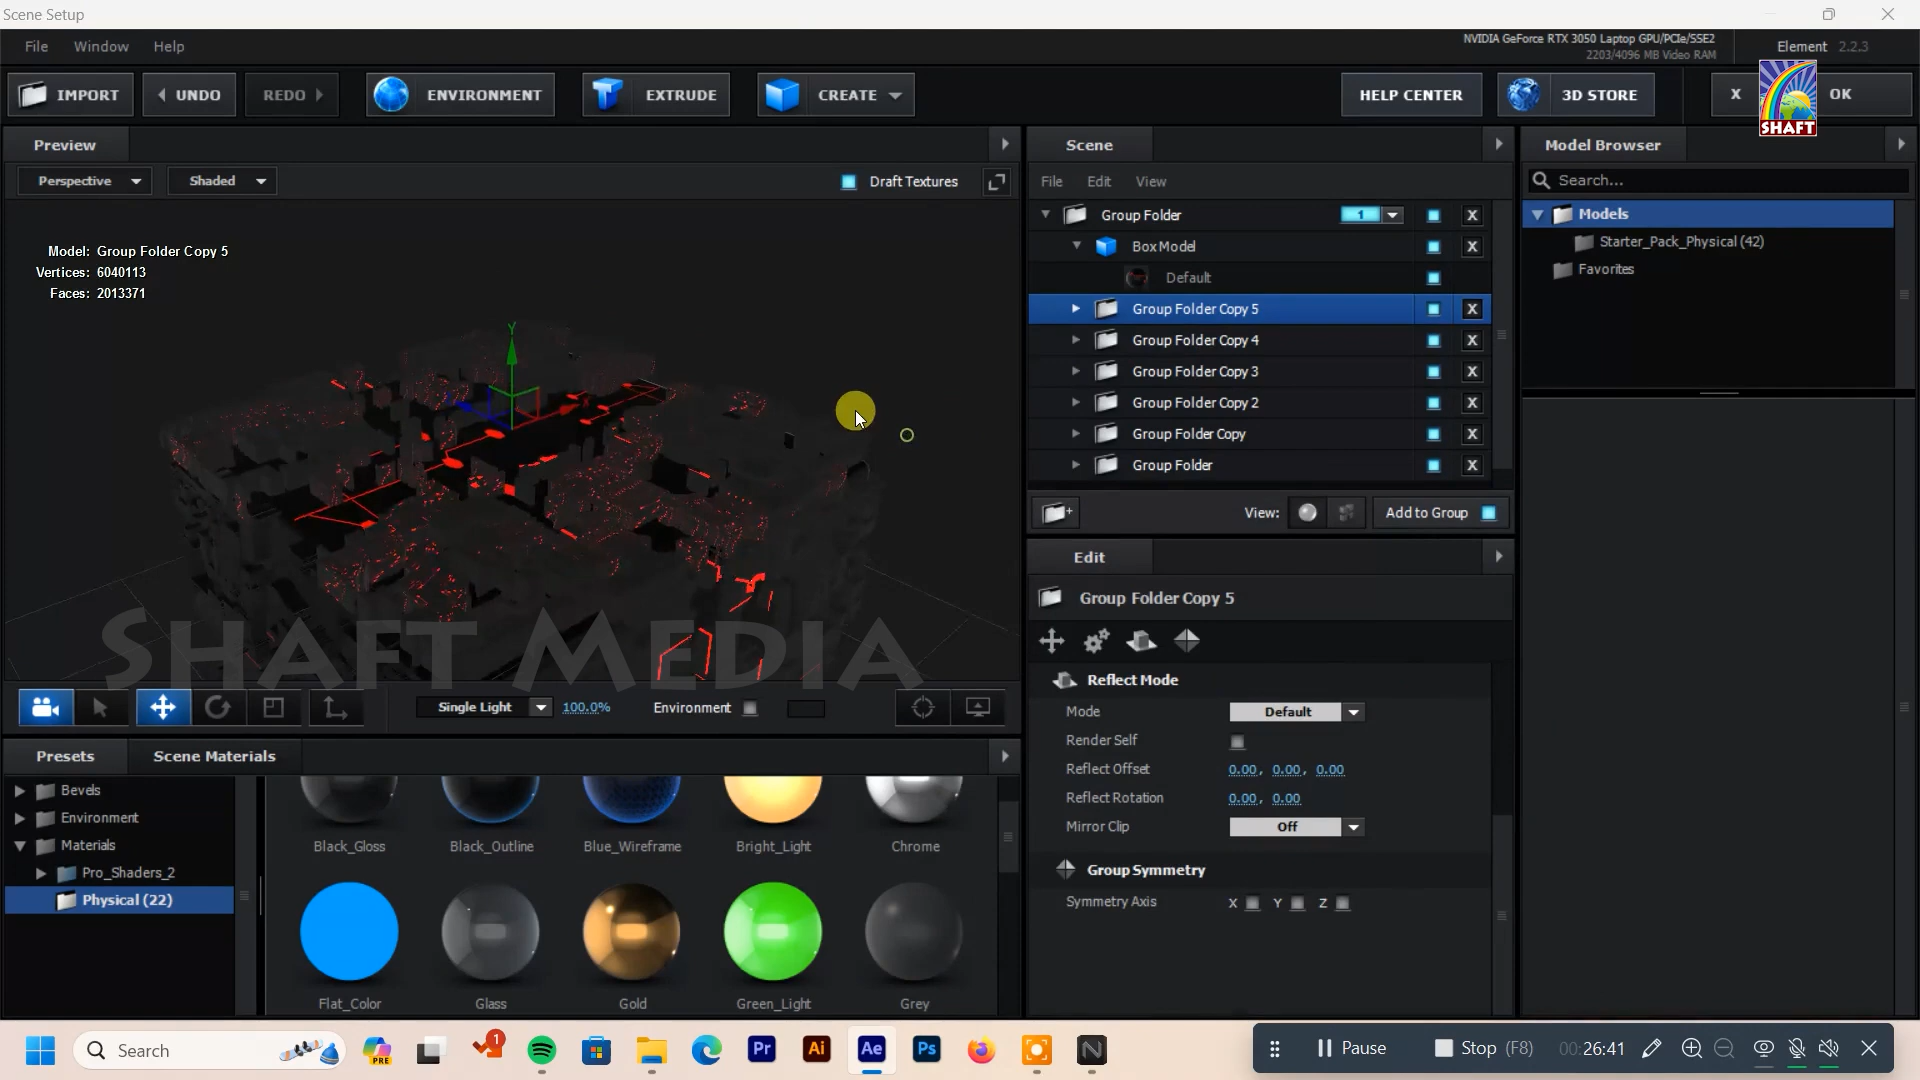 Scene Setup
File Window Help
NVIDIA GeForce RTX 3050 Laptop GPU/PCIe/SSE2
2203/4096 MB Video RAM
Element 2.2.3
IMPORT
UNDO
REDO
ENVIRONMENT
EXTRUDE
CREATE
HELP CENTER
3D STORE
X
OK
SHAFT
Preview
Perspective
Shaded
Draft Textures
Model: Group Folder Copy 5
Vertices: 6040113
Faces: 2013371
Y
SHAFT MEDIA
Single Light
100.0%
Environment
Scene
File Edit View
Group Folder
1
X
Box Model
X
Default
Group Folder Copy 5
X
Group Folder Copy 4
X
Group Folder Copy 3
X
Group Folder Copy 2
X
Group Folder Copy
X
Group Folder
X
View:
Add to Group
Model Browser
Search...
Models
Starter_Pack_Physical (42)
Favorites
Edit
Group Folder Copy 5
Reflect Mode
Mode
Default
Render Self
Reflect Offset
0.00, 0.00, 0.00
Reflect Rotation
0.00, 0.00
Mirror Clip
Off
Group Symmetry
Symmetry Axis
X Y Z
Presets
Scene Materials
Bevels
Environment
Materials
Pro_Shaders_2
Physical (22)
Black_Gloss
Black_Outline
Blue_Wireframe
Bright_Light
Chrome
Flat_Color
Glass
Gold
Green_Light
Grey
Search
PRE
1
Pr
Ai
Ae
Ps
N
Pause
Stop (F8)
00:26:41